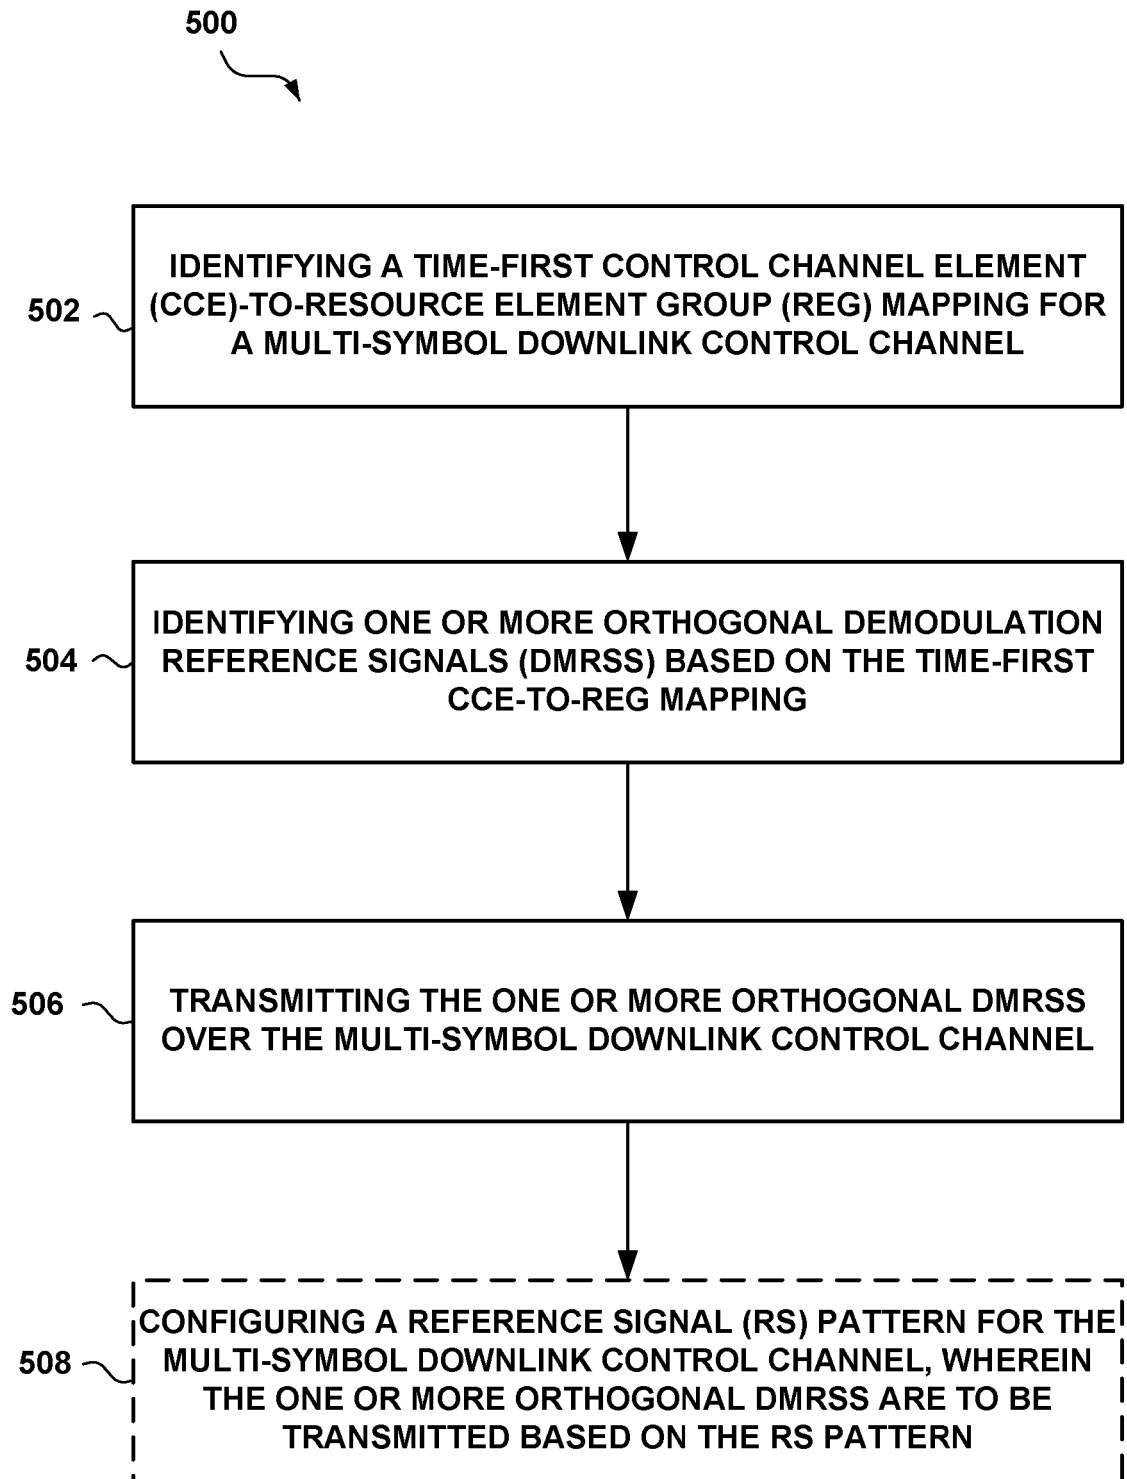 500
IDENTIFYING A TIME-FIRST CONTROL CHANNEL ELEMENT
(CCE)-TO-RESOURCE ELEMENT GROUP (REG) MAPPING FOR
A MULTI-SYMBOL DOWNLINK CONTROL CHANNEL
502
IDENTIFYING ONE OR MORE ORTHOGONAL DEMODULATION
REFERENCE SIGNALS (DMRSS) BASED ON THE TIME-FIRST
CCE-TO-REG MAPPING
504
TRANSMITTING THE ONE OR MORE ORTHOGONAL DMRSS
OVER THE MULTI-SYMBOL DOWNLINK CONTROL CHANNEL
506
CONFIGURING A REFERENCE SIGNAL (RS) PATTERN FOR THE
MULTI-SYMBOL DOWNLINK CONTROL CHANNEL, WHEREIN
THE ONE OR MORE ORTHOGONAL DMRSS ARE TO BE
TRANSMITTED BASED ON THE RS PATTERN
508